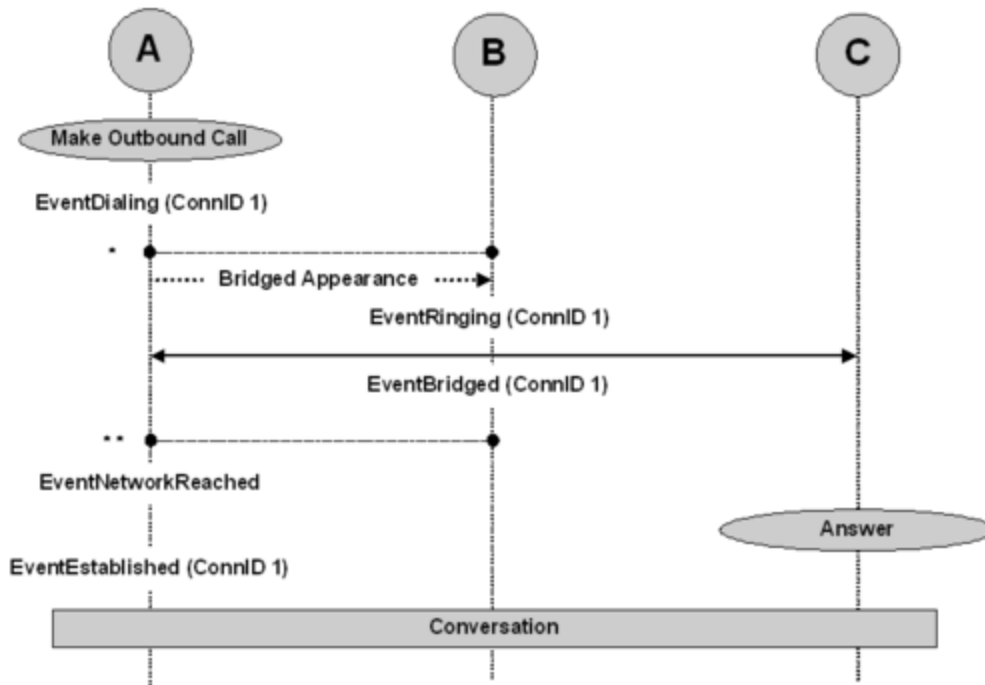 A
B
C
Make Outbound Call
EventDialing (ConnID 1)
*
Bridged Appearance
EventRinging (ConnID 1)
EventBridged (ConnID 1)
* *
EventNetworkReached
Answer
EventEstablished (ConnID 1)
Conversation